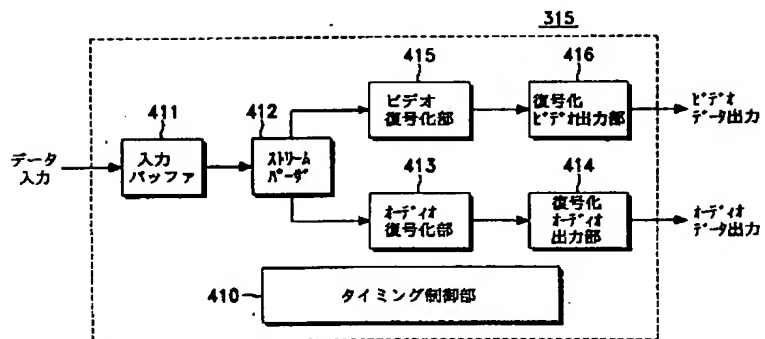 315
415
416
ビデオ
復号化部
復号化
ビデオ出力部
ビデオ
データ出力
411
412
データ
入力
入力
バッファ
ストリーム
パーダ
413
414
オーディオ
復号化部
復号化
オーディオ
出力部
オーディオ
データ出力
410
タイミング制御部